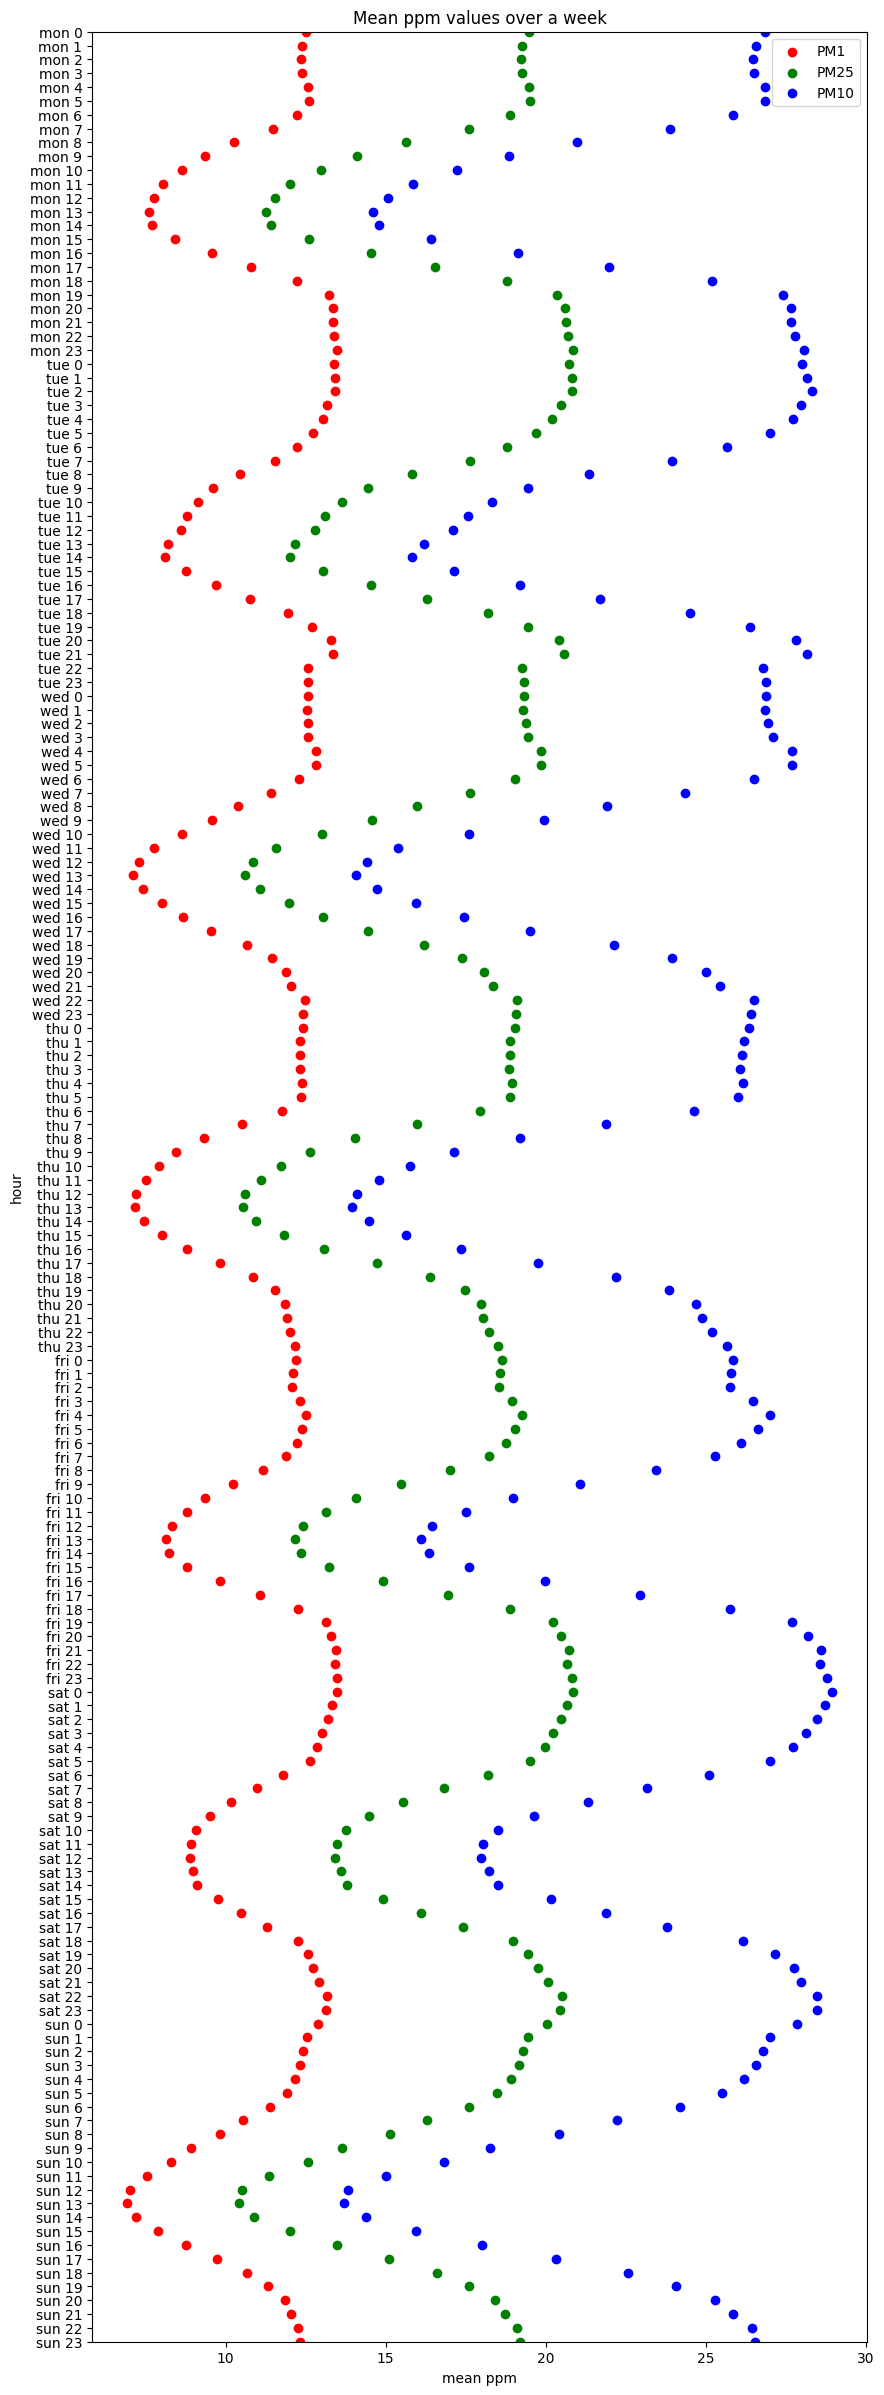 Mean ppm values over a week
PM1
PM25
PM10
mon 0
mon 1
mon 2
mon 3
mon 4
mon 5
mon 6
mon 7
mon 8
mon 9
mon 10
mon 11
mon 12
mon 13
mon 14
mon 15
mon 16
mon 17
mon 18
mon 19
mon 20
mon 21
mon 22
mon 23
tue 0
tue 1
tue 2
tue 3
tue 4
tue 5
tue 6
tue 7
tue 8
tue 9
tue 10
tue 11
tue 12
tue 13
tue 14
tue 15
tue 16
tue 17
tue 18
tue 19
tue 20
tue 21
tue 22
tue 23
wed 0
wed 1
wed 2
wed 3
wed 4
wed 5
wed 6
wed 7
wed 8
wed 9
wed 10
wed 11
wed 12
wed 13
wed 14
wed 15
wed 16
wed 17
wed 18
wed 19
wed 20
wed 21
wed 22
wed 23
thu 0
thu 1
thu 2
thu 3
thu 4
thu 5
thu 6
thu 7
thu 8
thu 9
thu 10
thu 11
thu 12
thu 13
thu 14
thu 15
thu 16
thu 17
thu 18
thu 19
thu 20
thu 21
thu 22
thu 23
fri 0
fri 1
fri 2
fri 3
fri 4
fri 5
fri 6
fri 7
fri 8
fri 9
fri 10
fri 11
fri 12
fri 13
fri 14
fri 15
fri 16
fri 17
fri 18
fri 19
fri 20
fri 21
fri 22
fri 23
sat 0
sat 1
sat 2
sat 3
sat 4
sat 5
sat 6
sat 7
sat 8
sat 9
sat 10
sat 11
sat 12
sat 13
sat 14
sat 15
sat 16
sat 17
sat 18
sat 19
sat 20
sat 21
sat 22
sat 23
sun 0
sun 1
sun 2
sun 3
sun 4
sun 5
sun 6
sun 7
sun 8
sun 9
sun 10
sun 11
sun 12
sun 13
sun 14
sun 15
sun 16
sun 17
sun 18
sun 19
sun 20
sun 21
sun 22
sun 23
hour
10 15 20 25 30
mean ppm